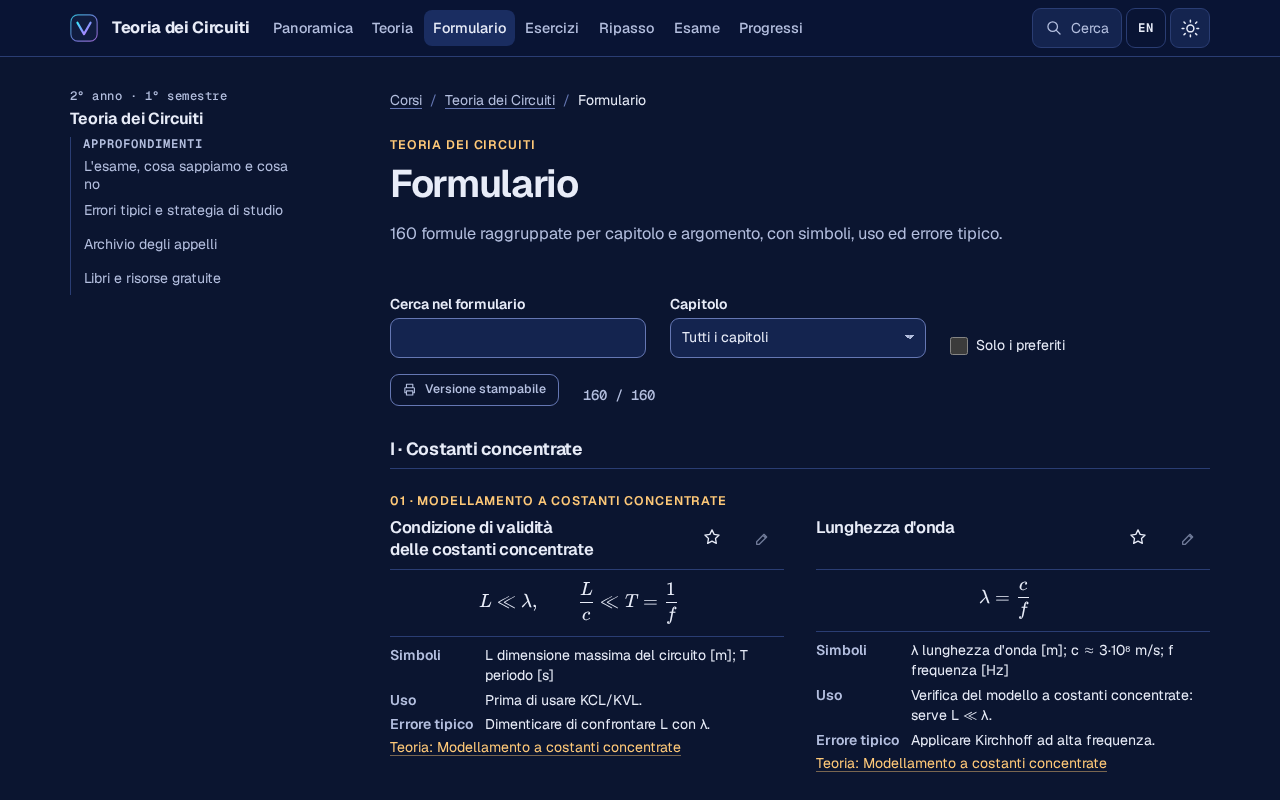 Teoria dei Circuiti Panoramica Teoria Formulario Esercizi Ripasso Esame Progressi Cerca EN
2° anno · 1° semestre
Teoria dei Circuiti
APPROFONDIMENTI
L'esame, cosa sappiamo e cosa
no
Errori tipici e strategia di studio
Archivio degli appelli
Libri e risorse gratuite
Corsi / Teoria dei Circuiti / Formulario
TEORIA DEI CIRCUITI
Formulario
160 formule raggruppate per capitolo e argomento, con simboli, uso ed errore tipico.
Cerca nel formulario
Capitolo
Tutti i capitoli
Solo i preferiti
Versione stampabile
160 / 160
I · Costanti concentrate
01 · MODELLAMENTO A COSTANTI CONCENTRATE
Condizione di validità
delle costanti concentrate
L ≪ λ, L/c ≪ T = 1/f
Simboli L dimensione massima del circuito [m]; T
periodo [s]
Uso Prima di usare KCL/KVL.
Errore tipico Dimenticare di confrontare L con λ.
Teoria: Modellamento a costanti concentrate
Lunghezza d'onda
λ = c/f
Simboli λ lunghezza d'onda [m]; c ≈ 3·10⁸ m/s; f
frequenza [Hz]
Uso Verifica del modello a costanti concentrate:
serve L ≪ λ.
Errore tipico Applicare Kirchhoff ad alta frequenza.
Teoria: Modellamento a costanti concentrate